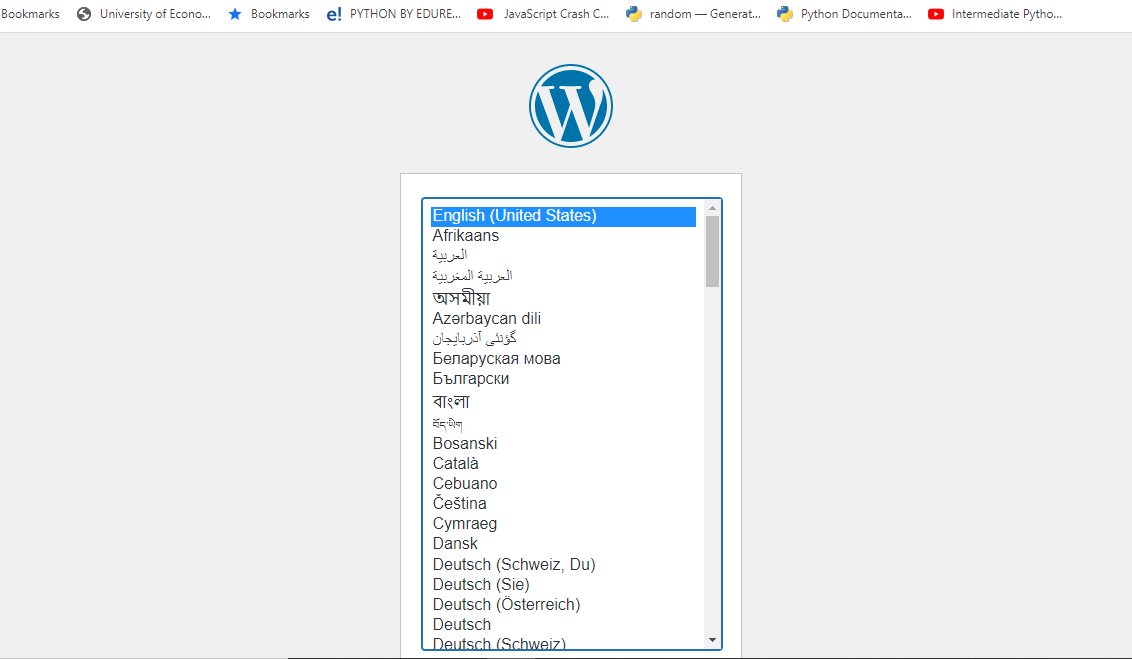 Bookmarks University of Econo... Bookmarks e! PYTHON BY EDURE... JavaScript Crash C... random — Generat... Python Documenta... Intermediate Pytho...
W
English (United States)
Afrikaans
العربية
العربية المغربية
অসমীয়া
Azərbaycan dili
گؤنئی آذربایجان
Беларуская мова
Български
বাংলা
བོད་ཡིག
Bosanski
Català
Cebuano
Čeština
Cymraeg
Dansk
Deutsch (Schweiz, Du)
Deutsch (Sie)
Deutsch (Österreich)
Deutsch
Deutsch (Schweiz)